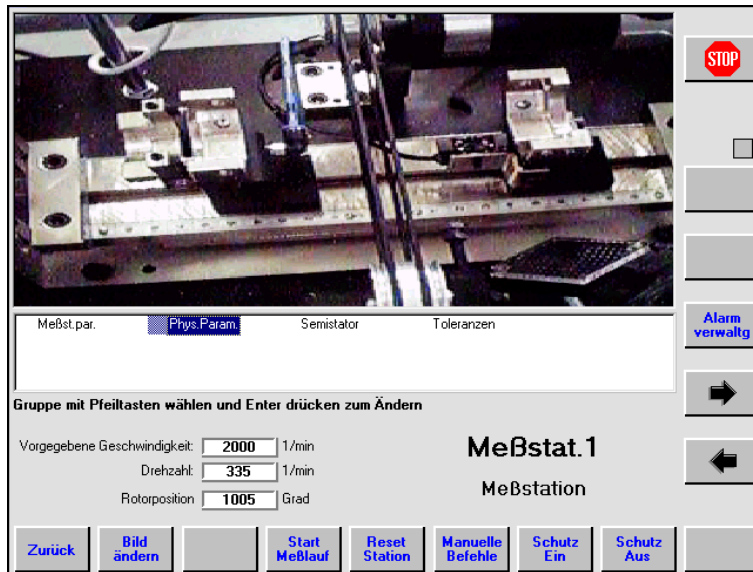 STOP
Alarm
verwaltg
Meßst.par. Phys.Param. Semistator Toleranzen
Gruppe mit Pfeiltasten wählen und Enter drücken zum Ändern
Vorgegebene Geschwindigkeit: 2000 1/min
Drehzahl: 335 1/min
Rotorposition 1005 Grad
Meßstat.1
Meßstation
Zurück
Bild
ändern
Start
Meßlauf
Reset
Station
Manuelle
Befehle
Schutz
Ein
Schutz
Aus